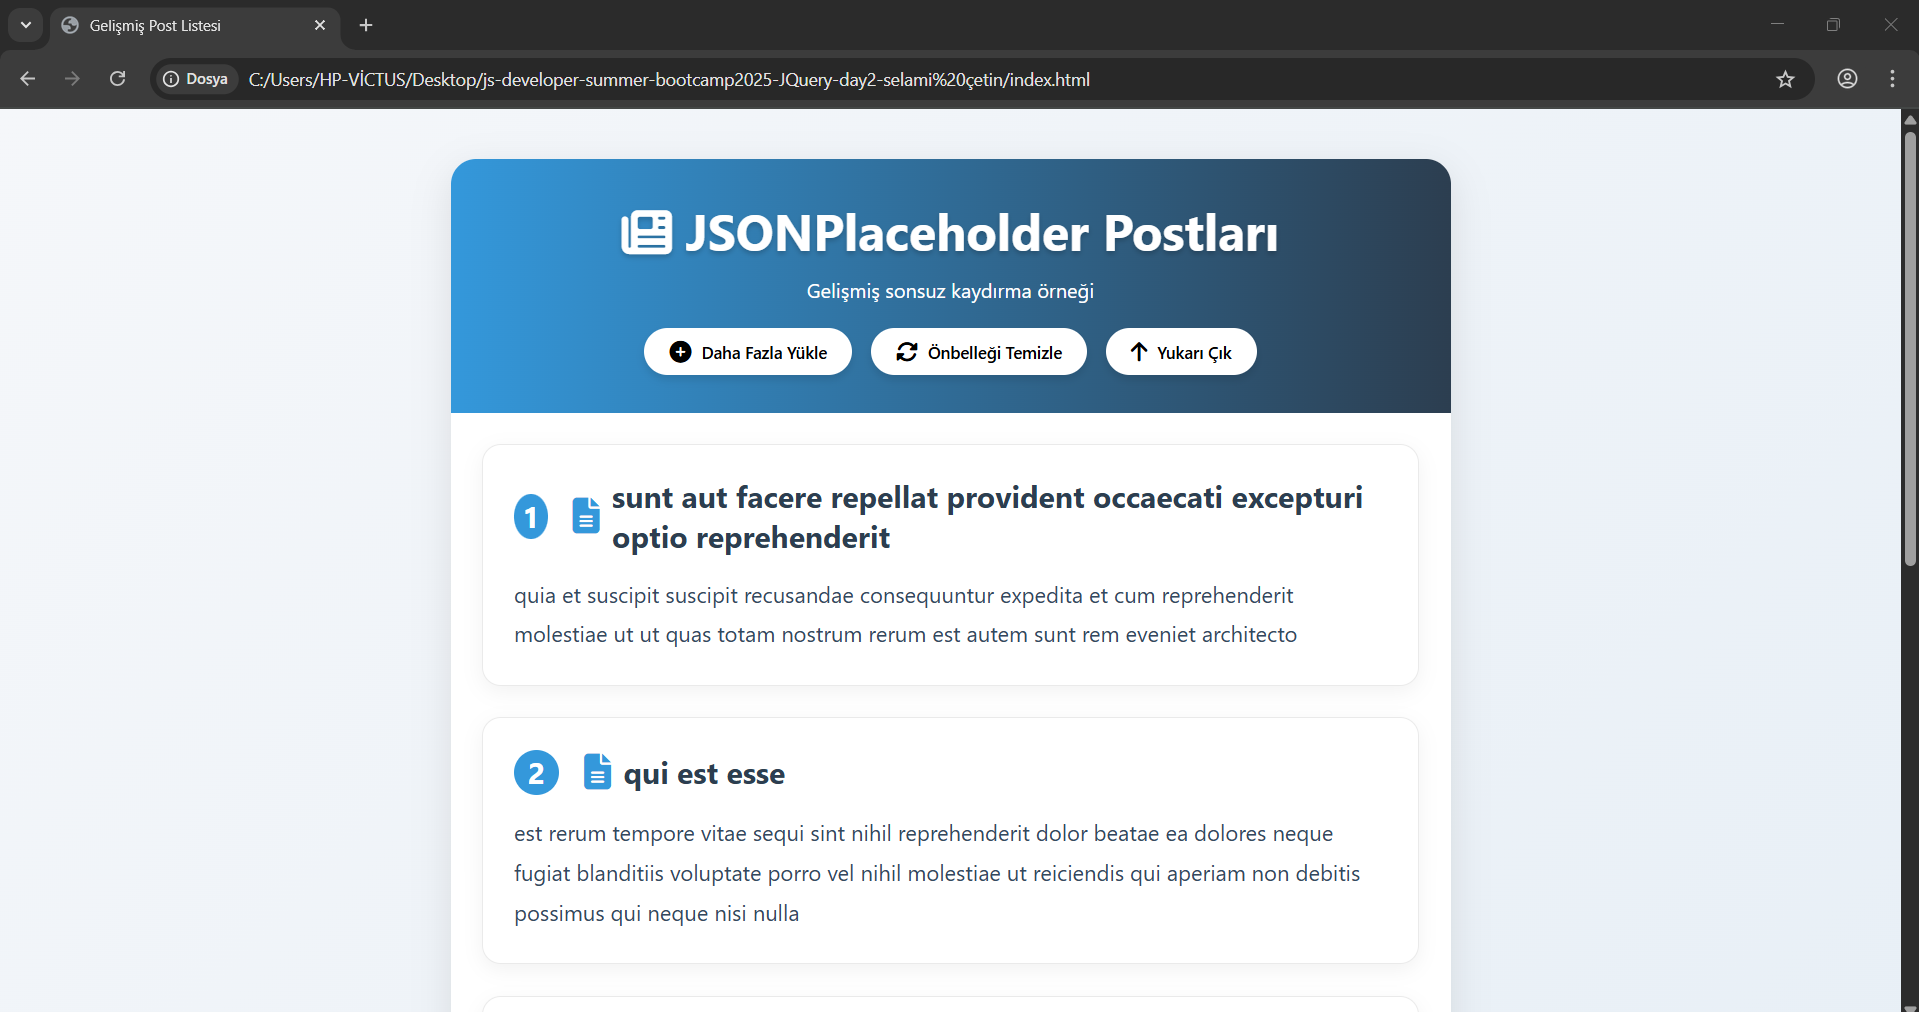 Gelişmiş Post Listesi
Dosya
C:/Users/HP-VİCTUS/Desktop/js-developer-summer-bootcamp2025-JQuery-day2-selami%20çetin/index.html
JSONPlaceholder Postları
Gelişmiş sonsuz kaydırma örneği
Daha Fazla Yükle
Önbelleği Temizle
Yukarı Çık
1
sunt aut facere repellat provident occaecati excepturi
optio reprehenderit
quia et suscipit suscipit recusandae consequuntur expedita et cum reprehenderit
molestiae ut ut quas totam nostrum rerum est autem sunt rem eveniet architecto
2
qui est esse
est rerum tempore vitae sequi sint nihil reprehenderit dolor beatae ea dolores neque
fugiat blanditiis voluptate porro vel nihil molestiae ut reiciendis qui aperiam non debitis
possimus qui neque nisi nulla